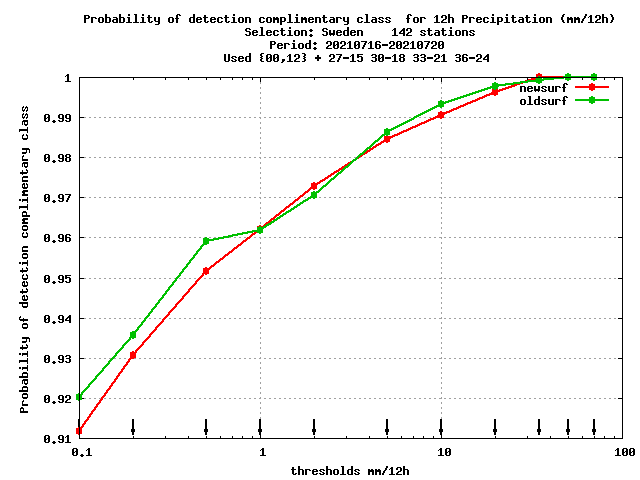 Probability of detection complimentary class  for 12h Precipitation (mm/12h)
Selection: Sweden    142 stations
Period: 20210716-20210720
Used {00,12} + 27-15 30-18 33-21 36-24
newsurf
oldsurf
1
0.99
0.98
0.97
0.96
0.95
0.94
0.93
0.92
0.91
Probability of detection complimentary class
0.1 1 10 100
thresholds mm/12h